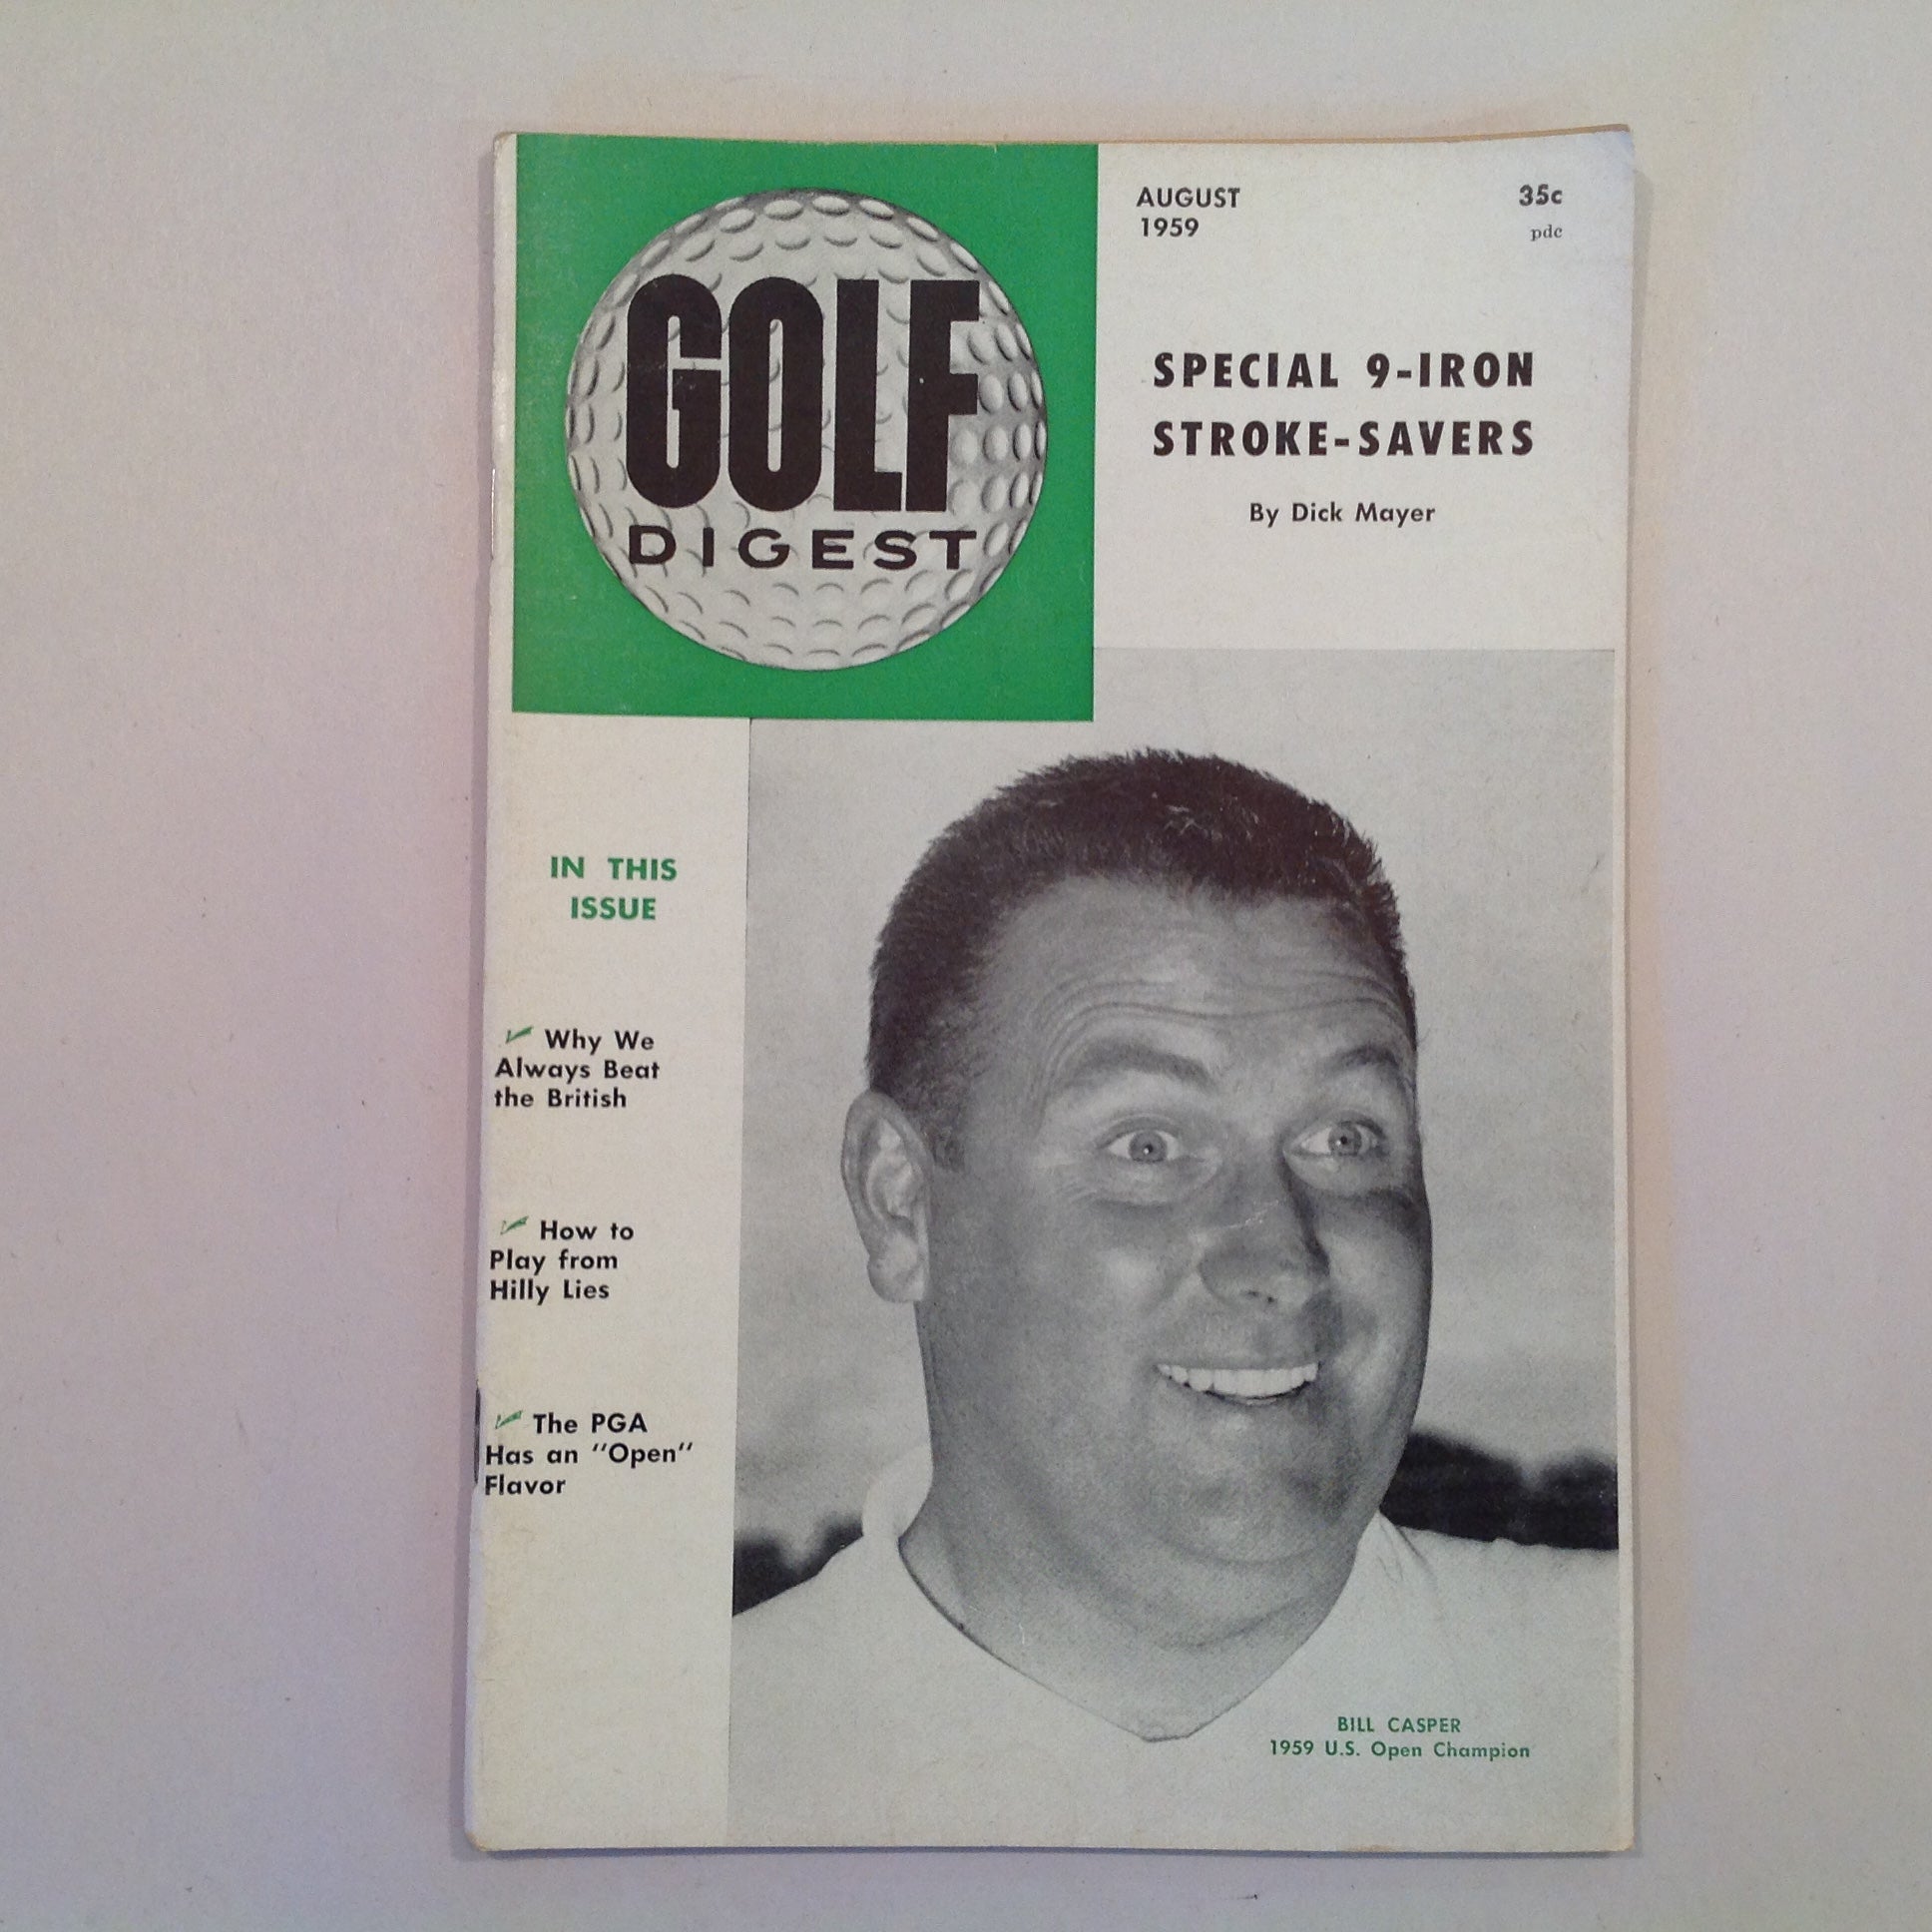 GOLF
DIGEST
AUGUST
1959
35c
pdc
SPECIAL 9-IRON
STROKE-SAVERS
By Dick Mayer
IN THIS
ISSUE
Why We
Always Beat
the British
How to
Play from
Hilly Lies
The PGA
Has an "Open"
Flavor
BILL CASPER
1959 U.S. Open Champion